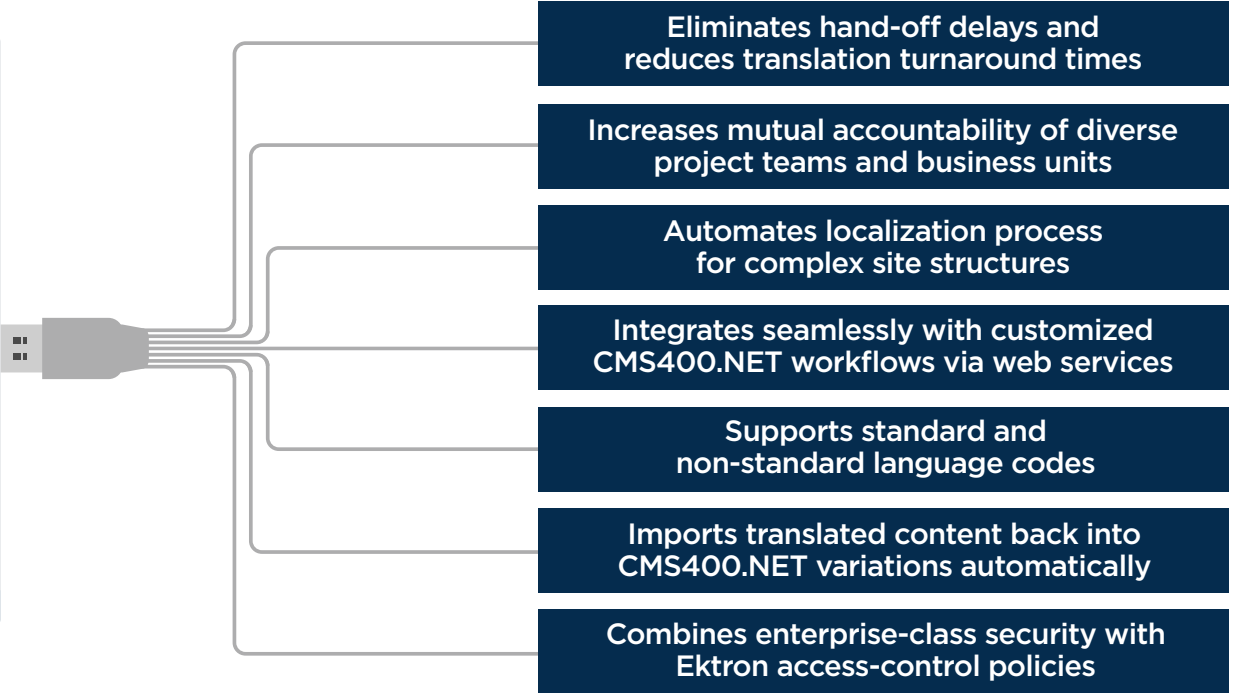 Eliminates hand-off delays and
reduces translation turnaround times
Increases mutual accountability of diverse
project teams and business units
Automates localization process
for complex site structures
Integrates seamlessly with customized
CMS400.NET workflows via web services
Supports standard and
non-standard language codes
Imports translated content back into
CMS400.NET variations automatically
Combines enterprise-class security with
Ektron access-control policies